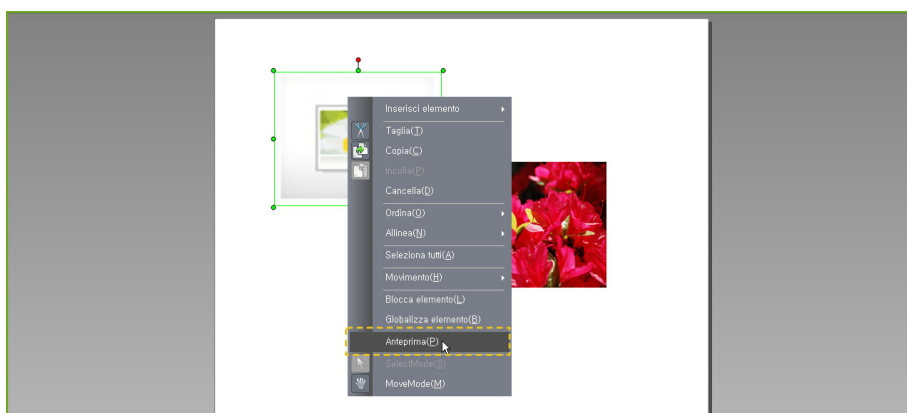 Inserisci elemento
Taglia(T)
Copia(C)
Incolla(P)
Cancella(D)
Ordina(O)
Allinea(N)
Seleziona tutti(A)
Movimento(H)
Blocca elemento(L)
Globalizza elemento(B)
Anteprima(P)
SelectMode(S)
MoveMode(M)